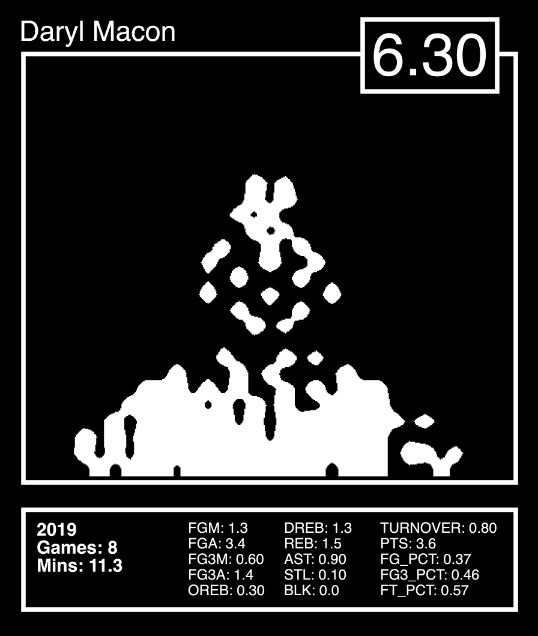 Daryl Macon
6.30
2019
Games: 8
Mins: 11.3
FGM: 1.3
FGA: 3.4
FG3M: 0.60
FG3A: 1.4
OREB: 0.30
DREB: 1.3
REB: 1.5
AST: 0.90
STL: 0.10
BLK: 0.0
TURNOVER: 0.80
PTS: 3.6
FG_PCT: 0.37
FG3_PCT: 0.46
FT_PCT: 0.57